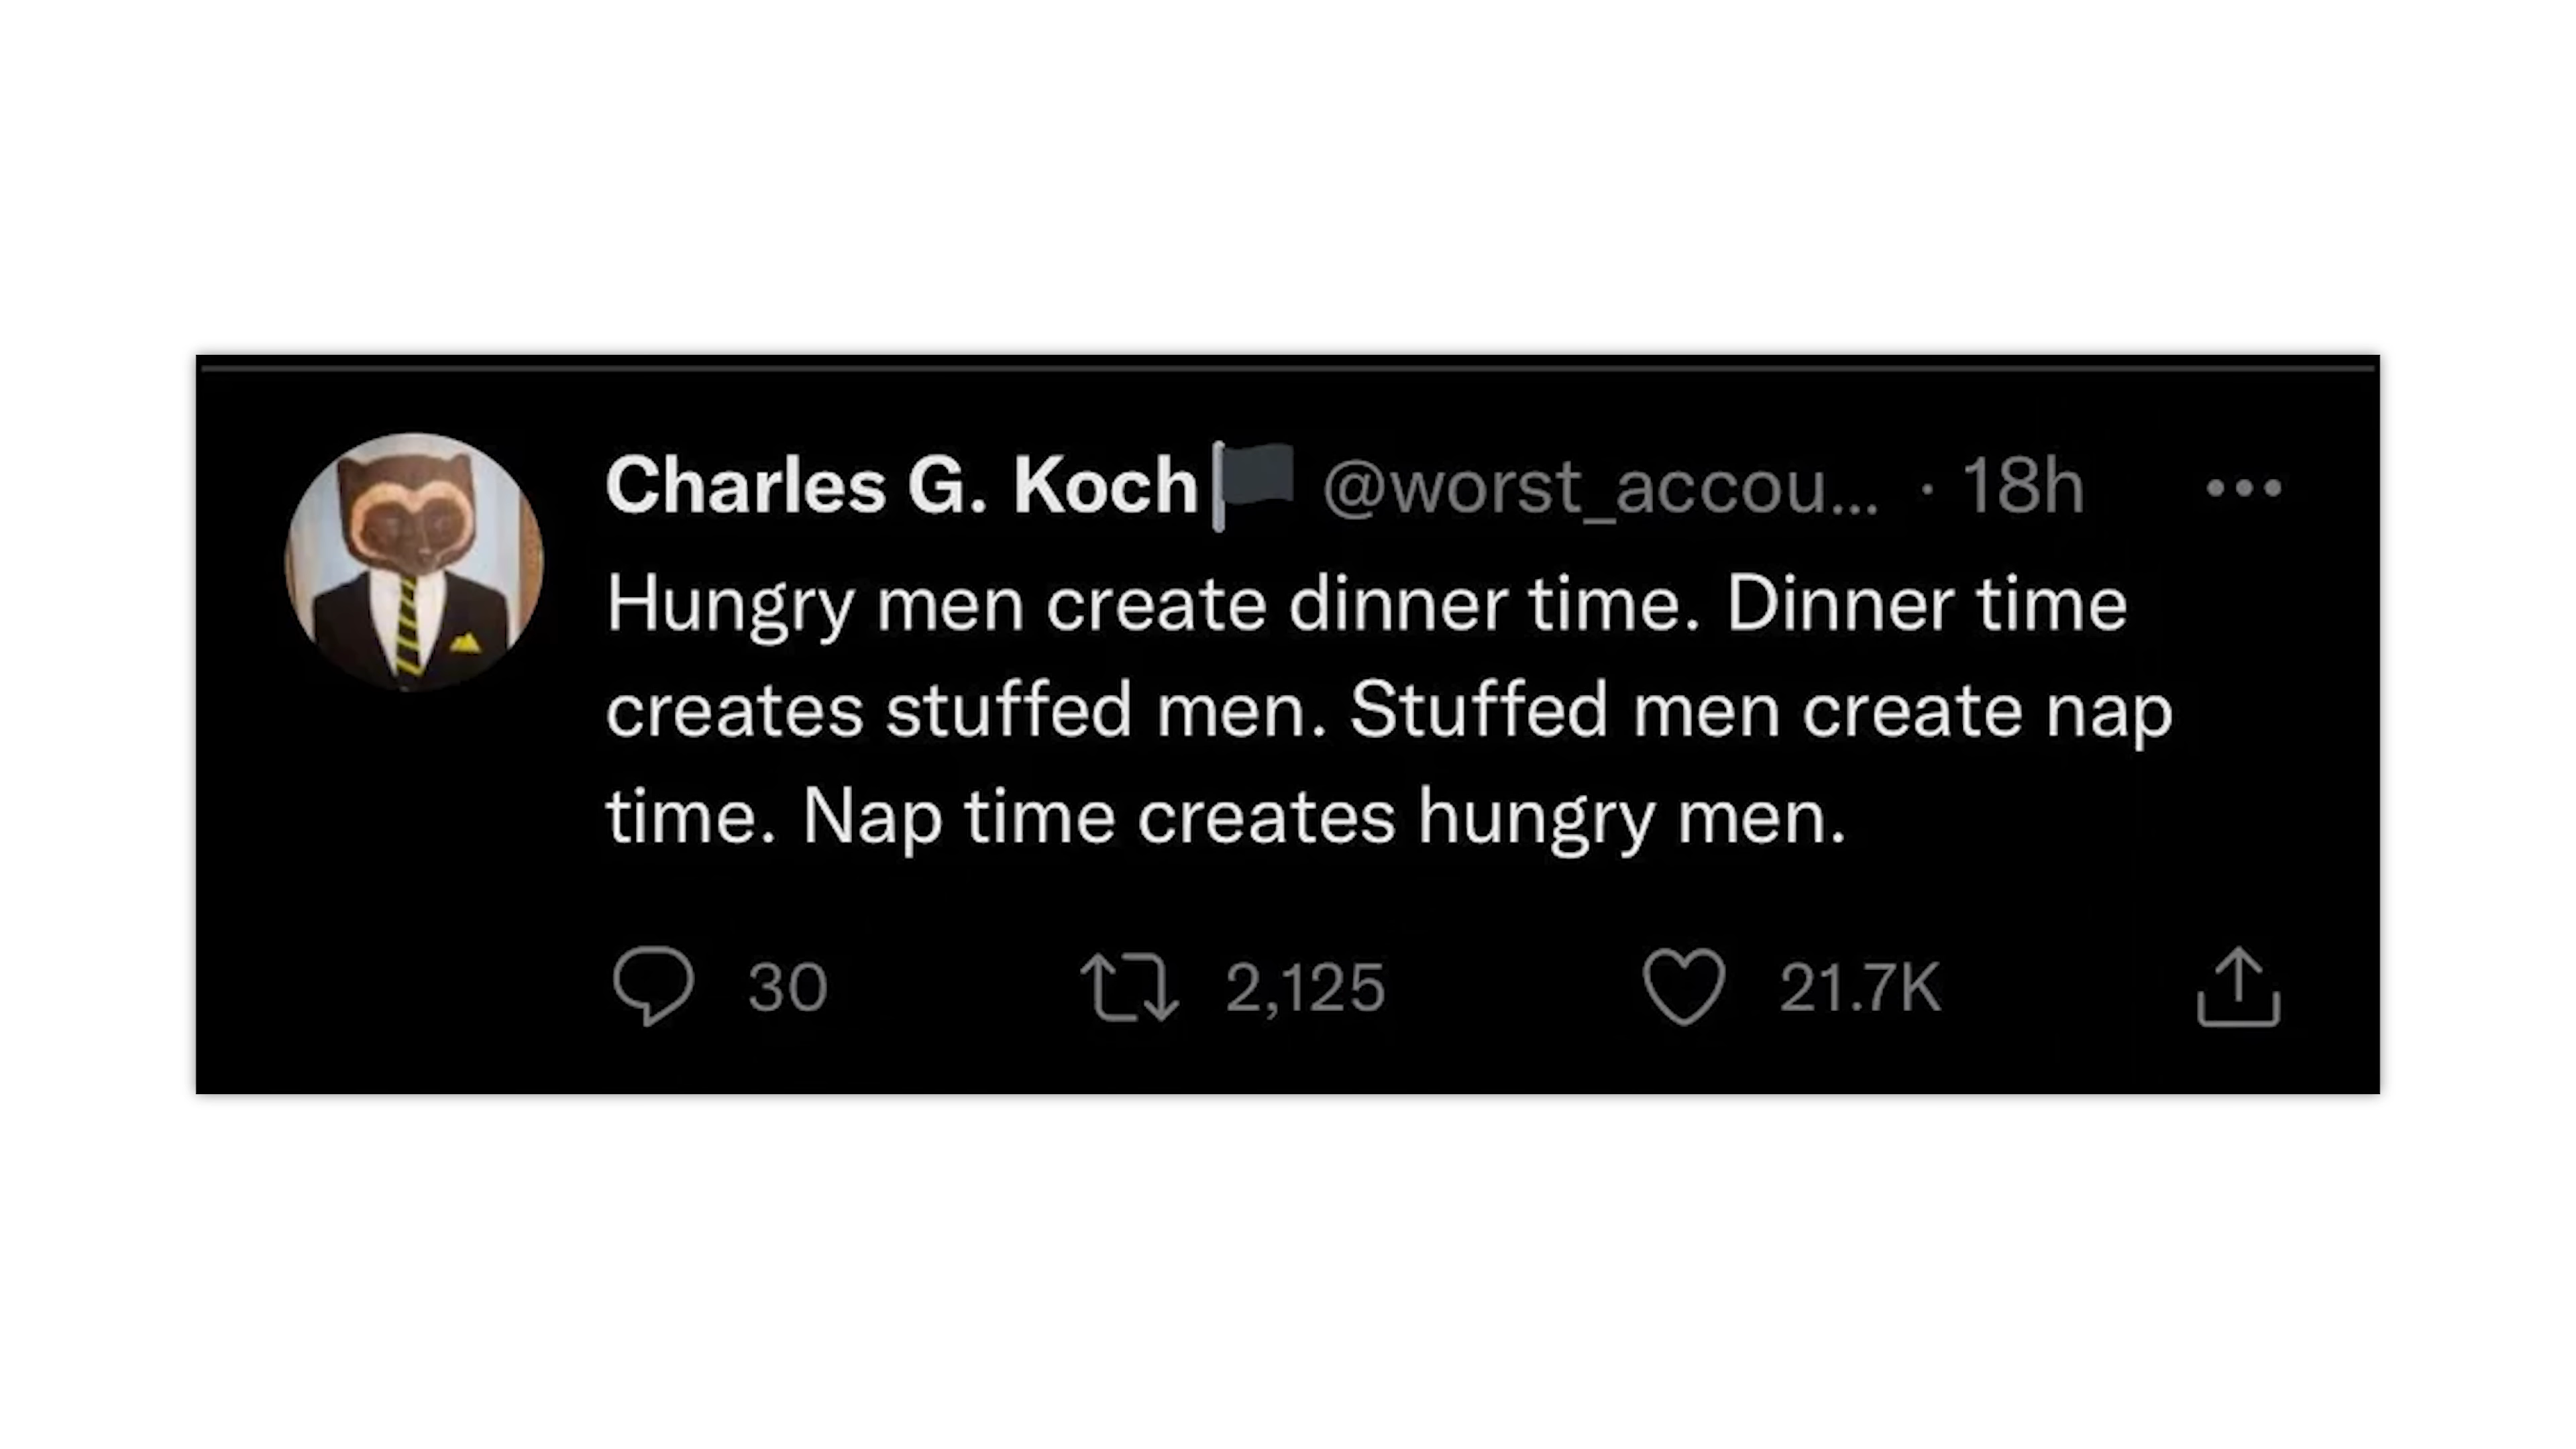 Charles G. Koch🏴 @worst_accou... · 18h
Hungry men create dinner time. Dinner time
creates stuffed men. Stuffed men create nap
time. Nap time creates hungry men.
30 2,125 21.7K